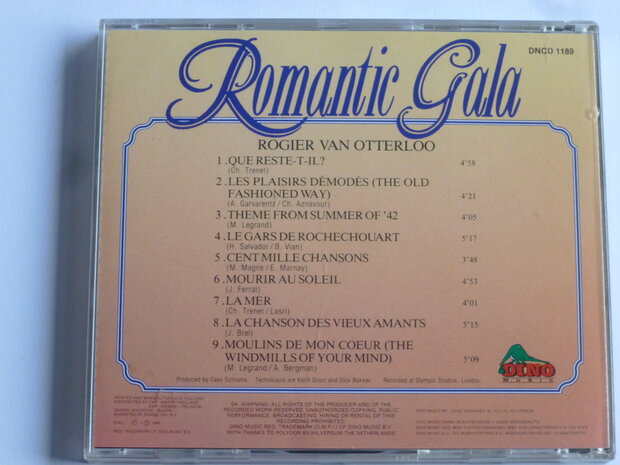 DNCD 1189
Romantic Gala
ROGIER VAN OTTERLOO
1. QUE RESTE-T-IL? 4'58
(Ch. Trenel)
2. LES PLAISIRS DÉMODÉS (THE OLD
FASHIONED WAY) 4'21
(A. Garvarentz / Ch. Aznavour)
3. THEME FROM SUMMER OF '42 4'05
(M. Legrand)
4. LE GARS DE ROCHECHOUART 5'17
(H. Salvador / B. Vian)
5. CENT MILLE CHANSONS 3'48
(M. Magne / E. Marnay)
6. MOURIR AU SOLEIL 4'53
(J. Ferrat)
7. LA MER 4'01
(Ch. Trenel / Lasri)
8. LA CHANSON DES VIEUX AMANTS 5'15
(J. Brel)
9. MOULINS DE MON COEUR (THE
WINDMILLS OF YOUR MIND) 5'09
(M. Legrand / A. Bergman)
DINO
MUSIC
Produced by Cees Schrama. Technicians are Keith Grant and Dick Bakker. Recorded at Olympic Studios, London
SA. WARNING: ALL RIGHTS OF THE PRODUCER AND OF THE
RECORDED WORK RESERVED. UNAUTHORIZED COPYING, PUBLIC
PERFORMANCE, BROADCASTING, HIRING OR RENTAL OF THIS
RECORDING PROHIBITED.
DINO MUSIC REG. TRADEMARK (O.M.P.I.) OF DINO MUSIC B.V.
WITH THANKS TO POLYDOR BV/HILVERSUM THE NETHERLANDS
REG. TRADEMARK OF DINO MUSIC B.V.